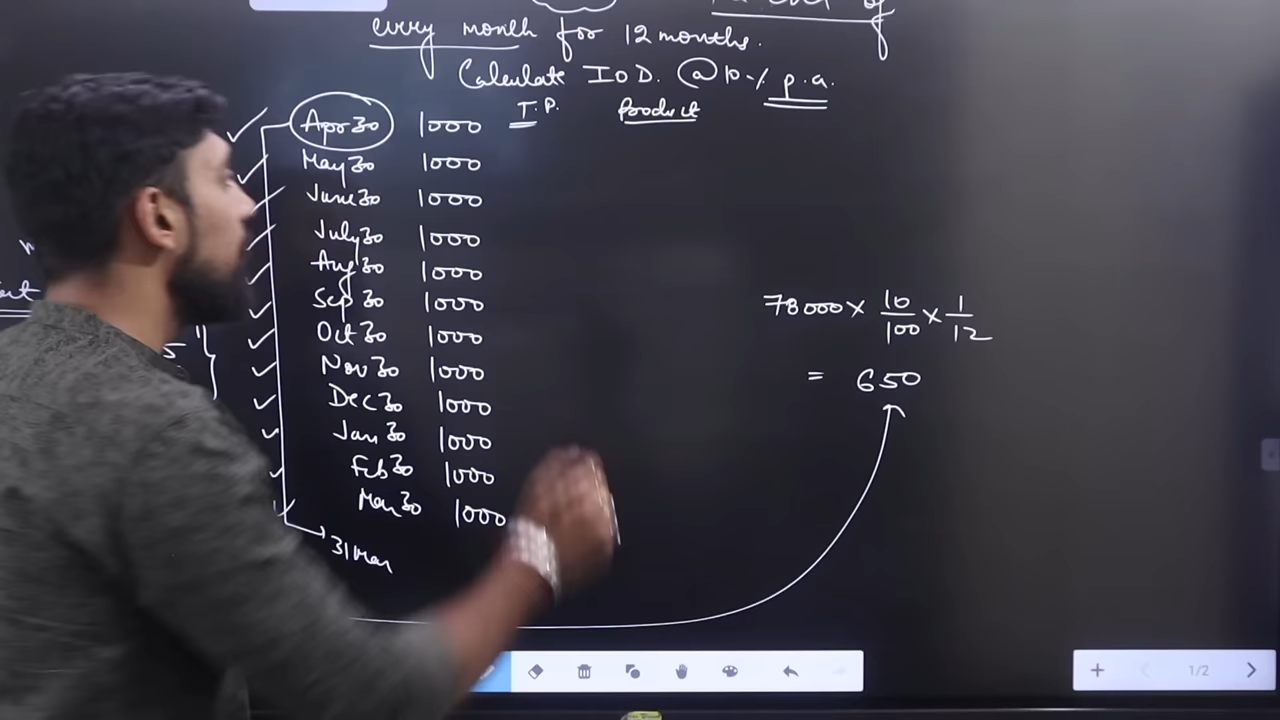 every month for 12 months.
Calculate IOD. @ 10% p.a.
I.P. Product
Apr 30 1000
May 30 1000
June 30 1000
July 30 1000
Aug 30 1000
Sep 30 1000
Oct 30 1000
Nov 30 1000
Dec 30 1000
Jan 30 1000
Feb 30 1000
Mar 30 1000
31 Mar
78000 × 10/100 × 1/12
= 650
5
1/2